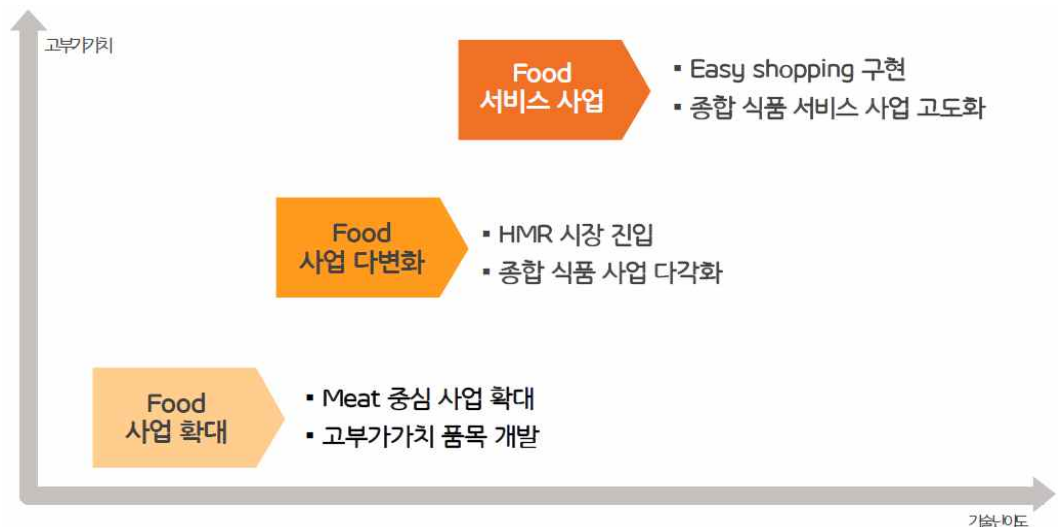 고부가가치
Food
서비스 사업
▪ Easy shopping 구현
▪ 종합 식품 서비스 사업 고도화
Food
사업 다변화
▪ HMR 시장 진입
▪ 종합 식품 사업 다각화
Food
사업 확대
▪ Meat 중심 사업 확대
▪ 고부가가치 품목 개발
기술난이도